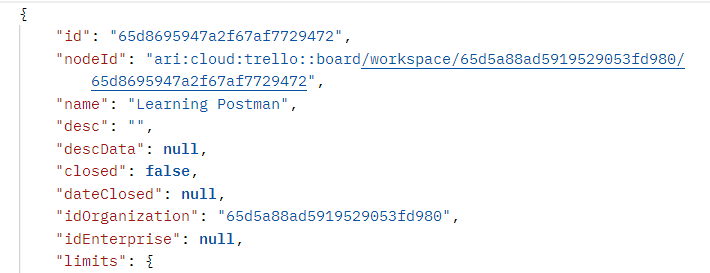 {
"id": "65d8695947a2f67af7729472",
"nodeId": "ari:cloud:trello::board/workspace/65d5a88ad5919529053fd980/
65d8695947a2f67af7729472",
"name": "Learning Postman",
"desc": "",
"descData": null,
"closed": false,
"dateClosed": null,
"idOrganization": "65d5a88ad5919529053fd980",
"idEnterprise": null,
"limits": {